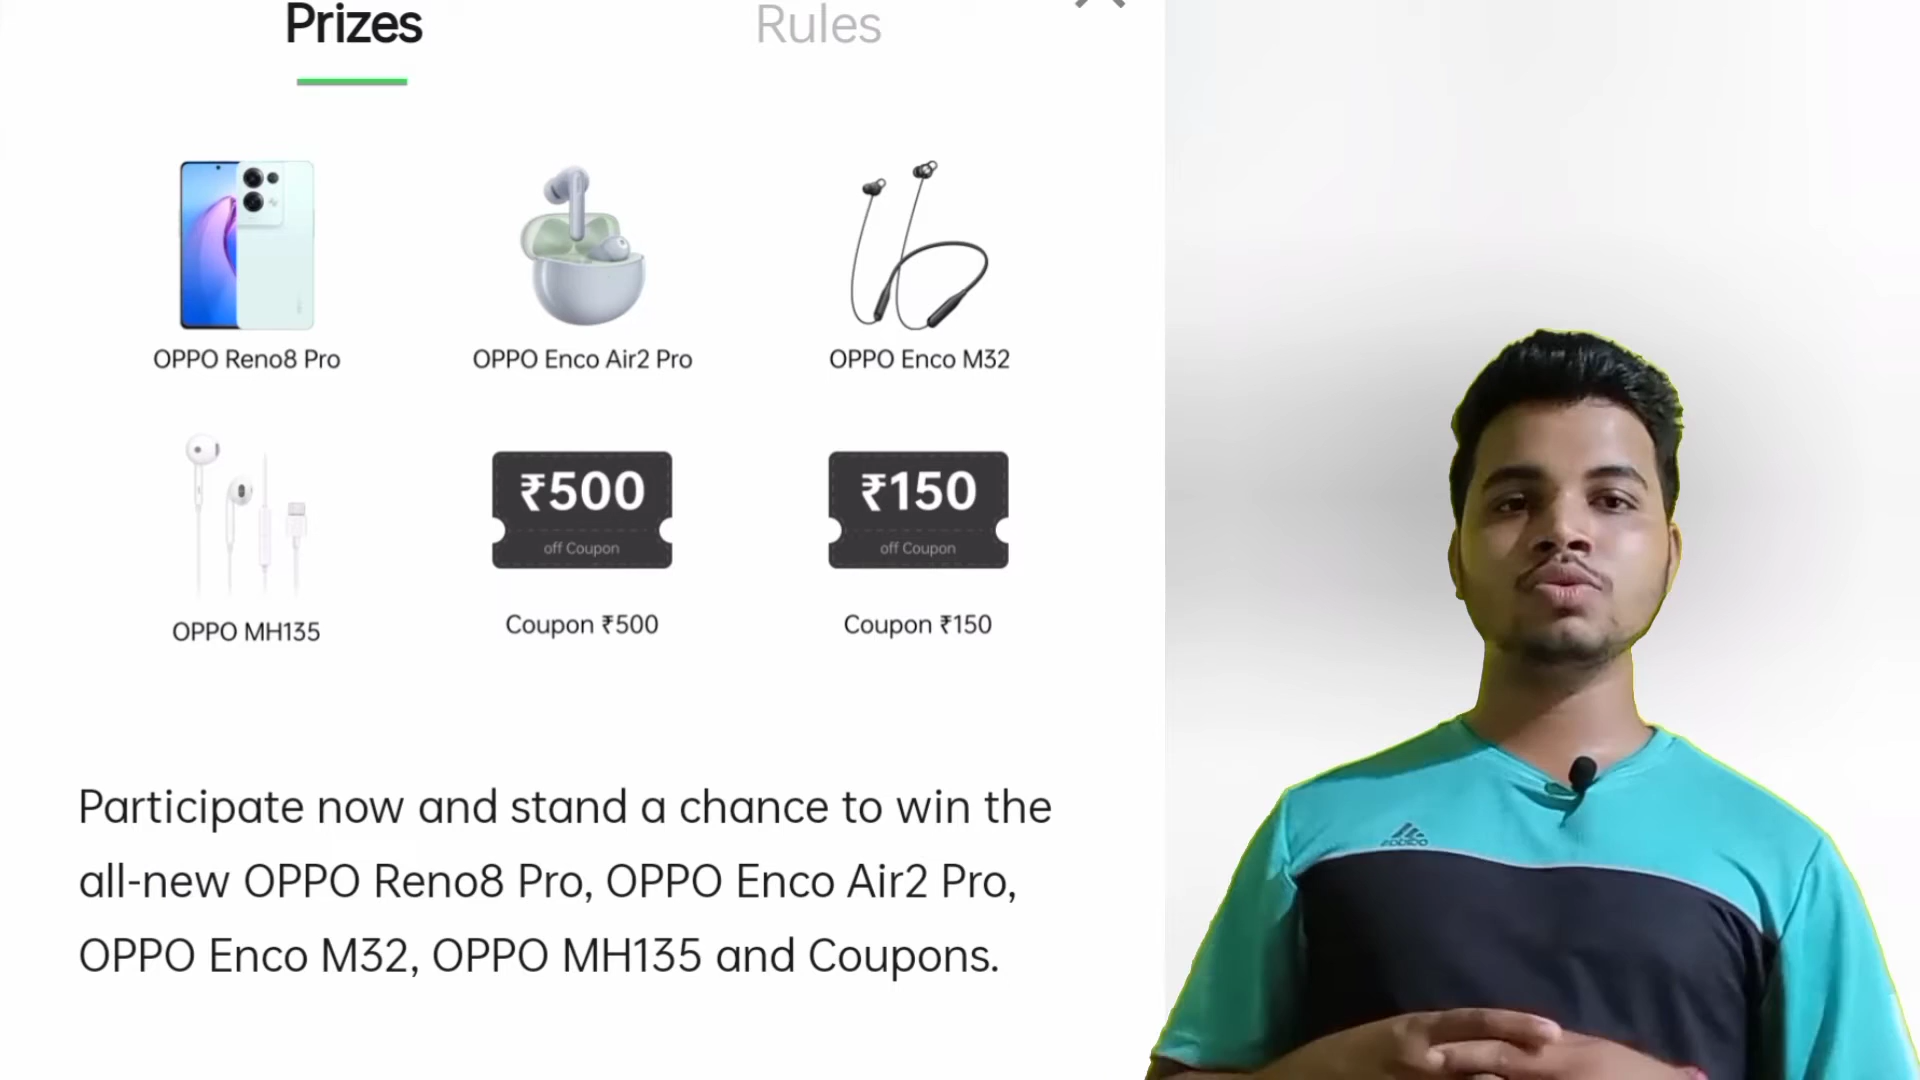 Prizes
Rules
OPPO Reno8 Pro
OPPO Enco Air2 Pro
OPPO Enco M32
₹500
off Coupon
₹150
off Coupon
OPPO MH135
Coupon ₹500
Coupon ₹150
Participate now and stand a chance to win the
all-new OPPO Reno8 Pro, OPPO Enco Air2 Pro,
OPPO Enco M32, OPPO MH135 and Coupons.